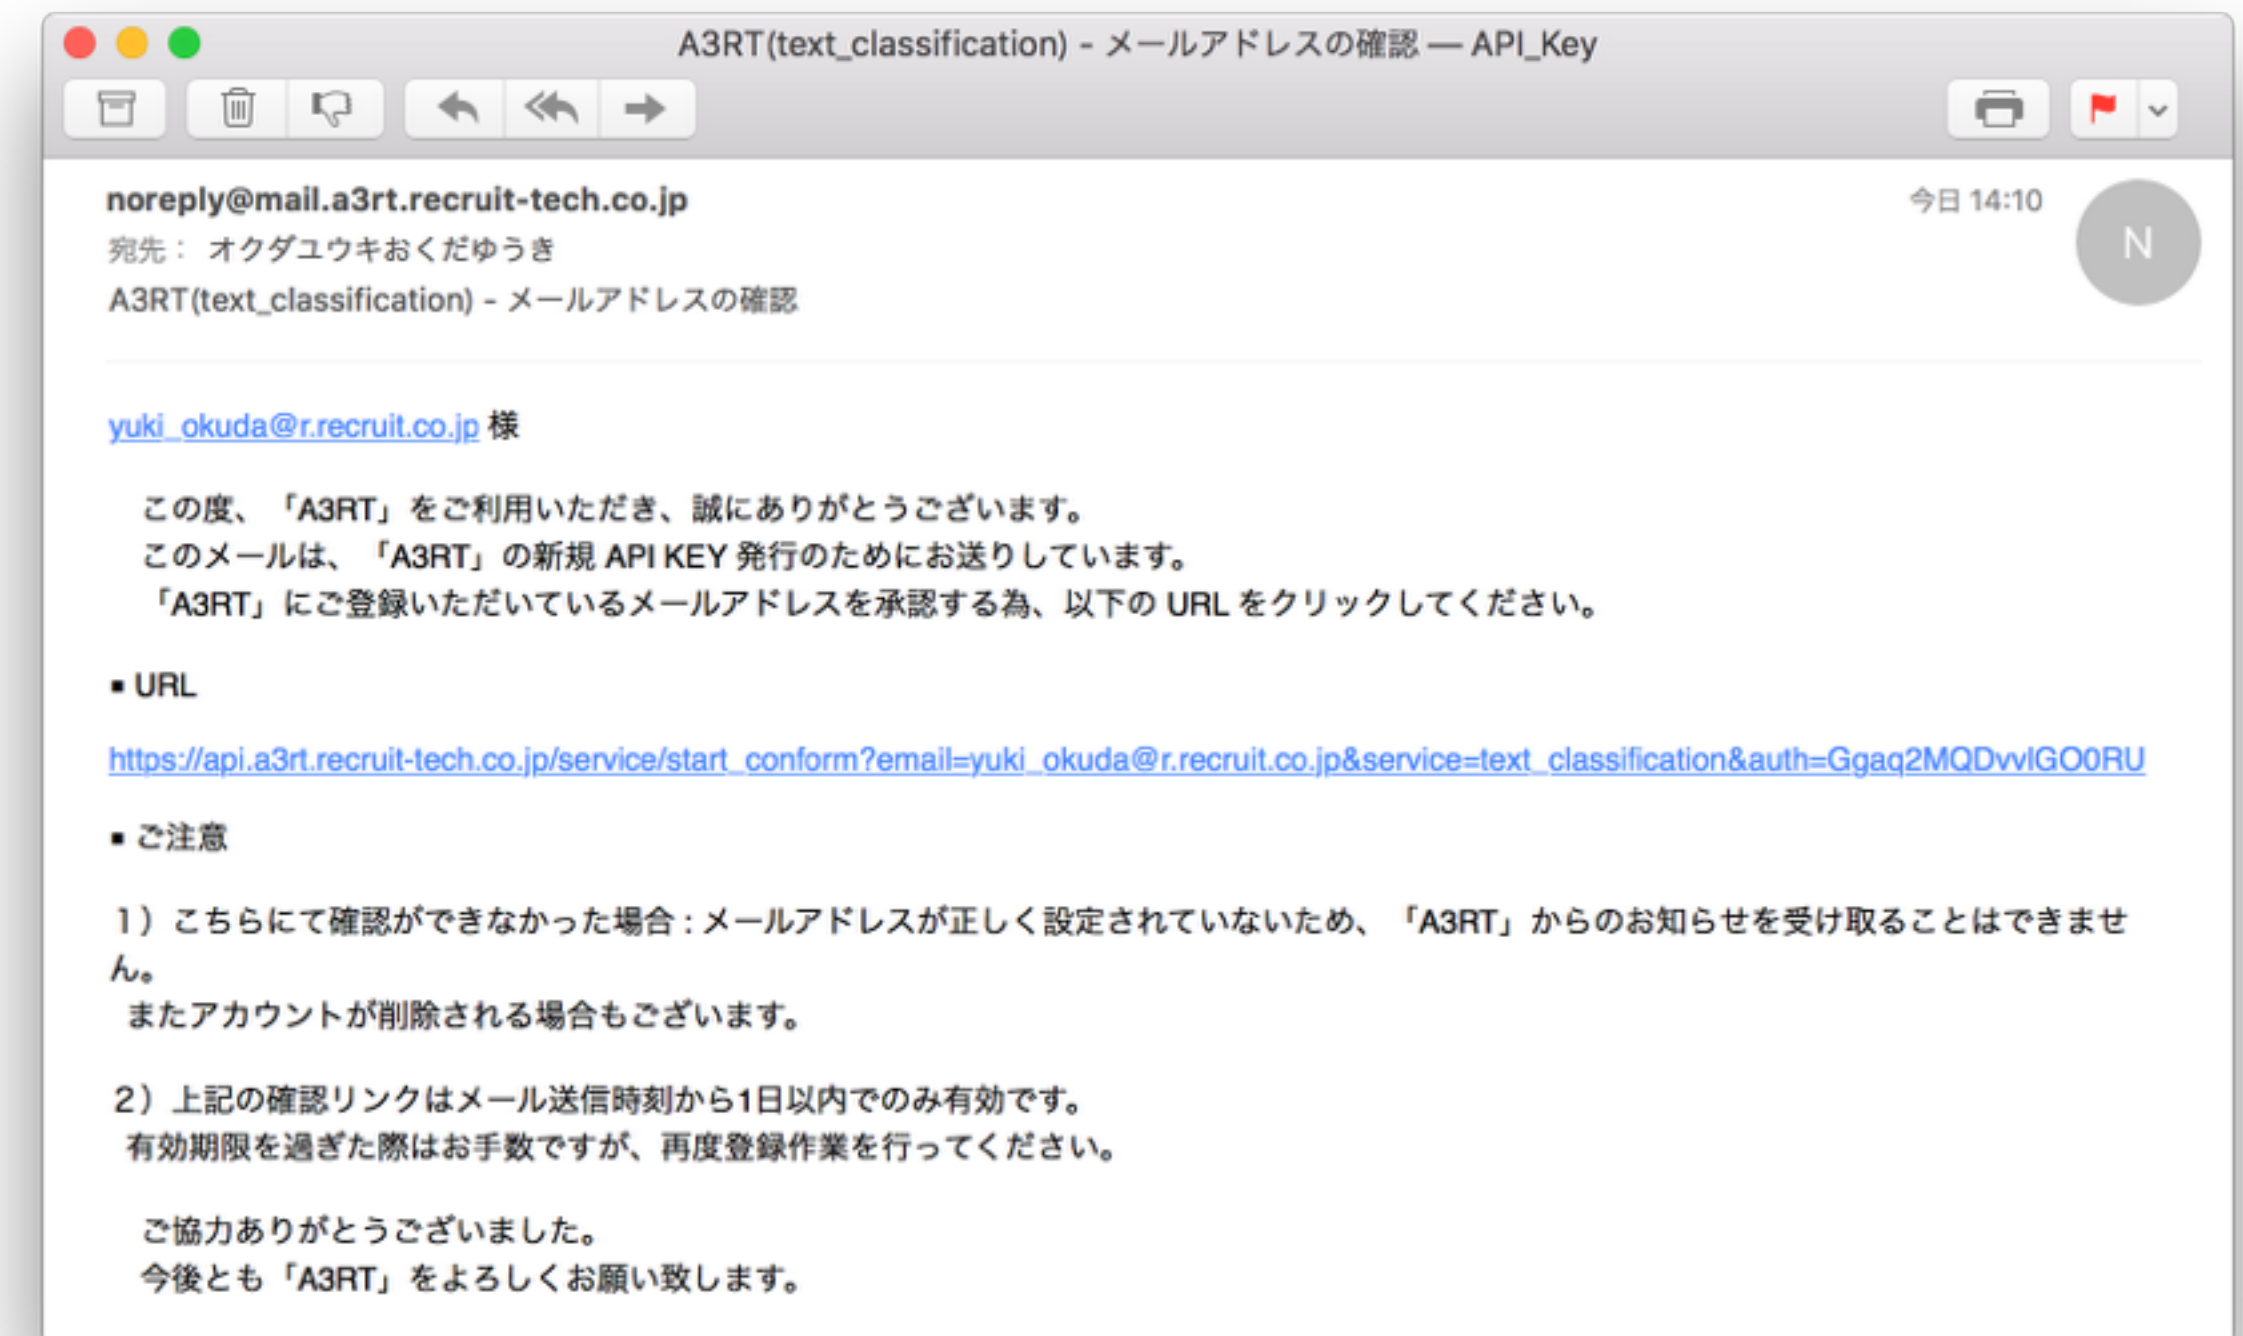 A3RT(text_classification) – メールアドレスの確認 — API_Key
noreply@mail.a3rt.recruit-tech.co.jp
今日 14:10
N
宛先： オクダユウキおくだゆうき
A3RT(text_classification) – メールアドレスの確認
yuki_okuda@r.recruit.co.jp 様
この度、「A3RT」をご利用いただき、誠にありがとうございます。
このメールは、「A3RT」の新規 API KEY 発行のためにお送りしています。
「A3RT」にご登録いただいているメールアドレスを承認する為、以下の URL をクリックしてください。
▪ URL
https://api.a3rt.recruit-tech.co.jp/service/start_conform?email=yuki_okuda@r.recruit.co.jp&service=text_classification&auth=Ggaq2MQDvvlGO0RU
▪ ご注意
１）こちらにて確認ができなかった場合 : メールアドレスが正しく設定されていないため、「A3RT」からのお知らせを受け取ることはできませ
ん。
またアカウントが削除される場合もございます。
２）上記の確認リンクはメール送信時刻から1日以内でのみ有効です。
有効期限を過ぎた際はお手数ですが、再度登録作業を行ってください。
ご協力ありがとうございました。
今後とも「A3RT」をよろしくお願い致します。